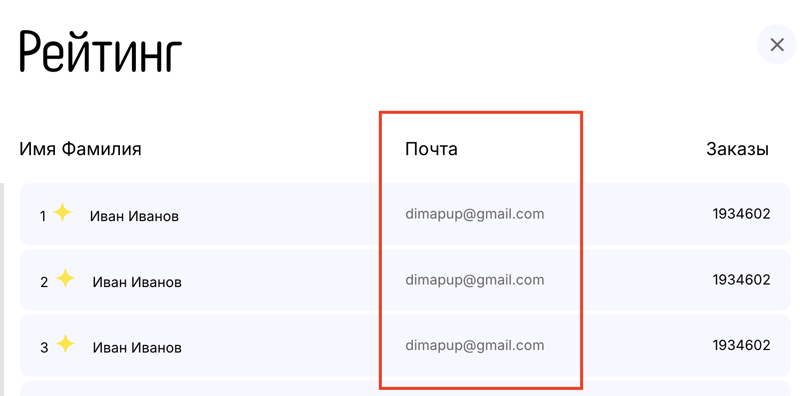 Рейтинг
Имя Фамилия Почта Заказы
1 Иван Иванов dimapup@gmail.com 1934602
2 Иван Иванов dimapup@gmail.com 1934602
3 Иван Иванов dimapup@gmail.com 1934602